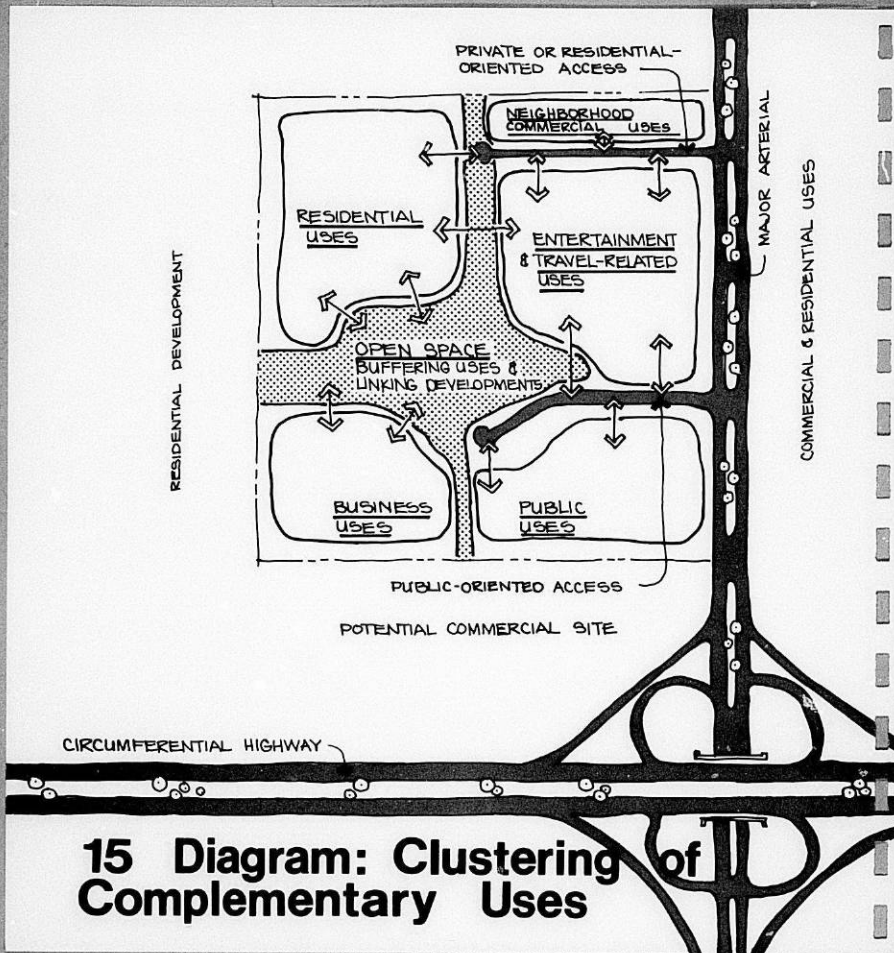 PRIVATE OR RESIDENTIAL-
ORIENTED ACCESS
NEIGHBORHOOD
COMMERCIAL USES
MAJOR ARTERIAL
RESIDENTIAL
USES
ENTERTAINMENT
& TRAVEL-RELATED
USES
RESIDENTIAL DEVELOPMENT
COMMERCIAL & RESIDENTIAL USES
OPEN SPACE
BUFFERING USES &
LINKING DEVELOPMENTS
BUSINESS
USES
PUBLIC
USES
PUBLIC-ORIENTED ACCESS
POTENTIAL COMMERCIAL SITE
CIRCUMFERENTIAL HIGHWAY
15 Diagram: Clustering of
Complementary Uses